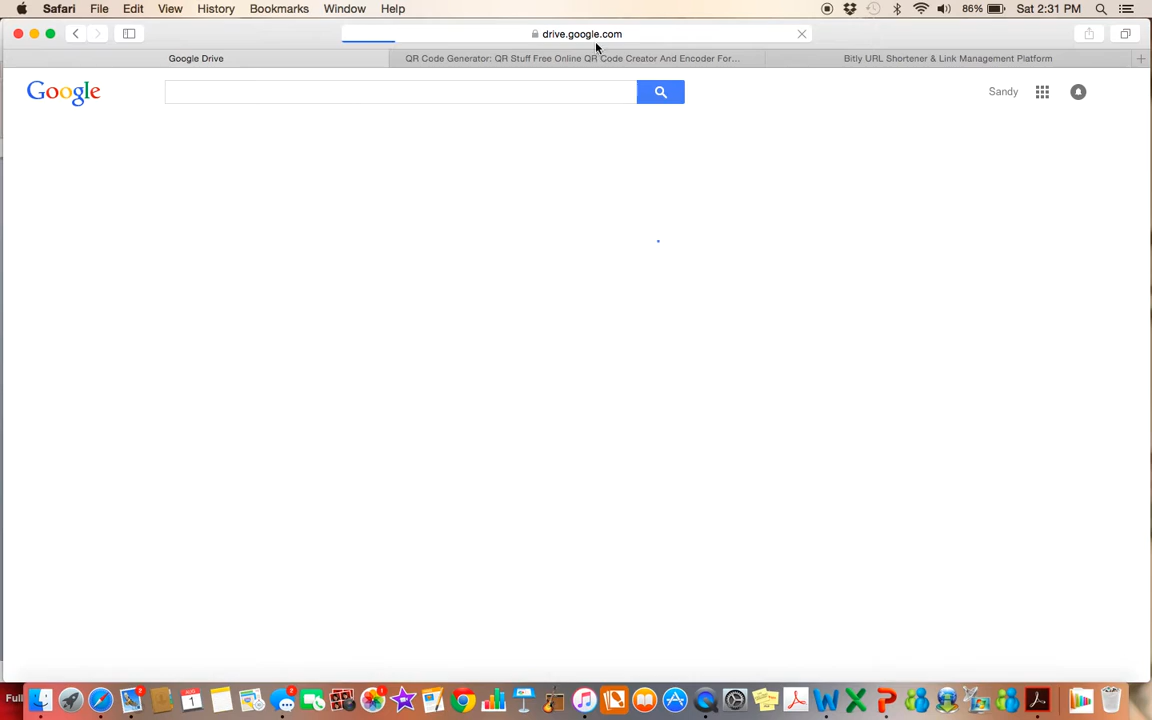 Safari File Edit View History Bookmarks Window Help 86% Sat 2:31 PM
drive.google.com
Google Drive QR Code Generator: QR Stuff Free Online QR Code Creator And Encoder For... Bitly URL Shortener & Link Management Platform
Google Sandy
Full